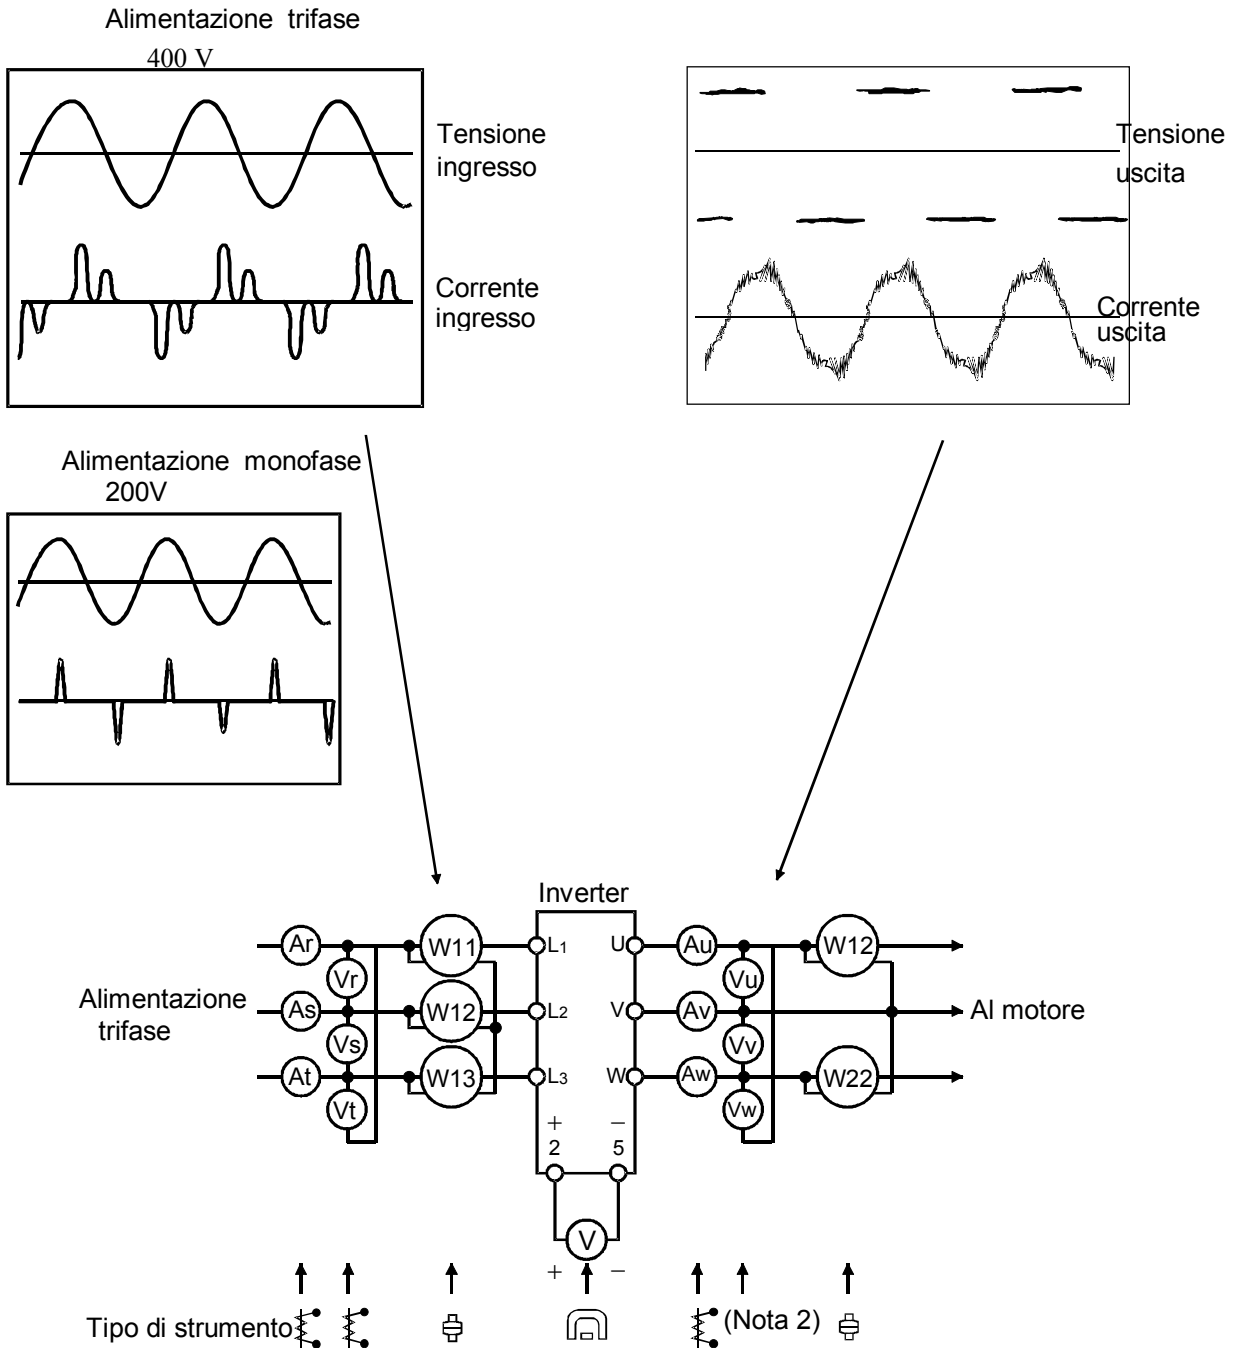 Alimentazione trifase
400 V
Tensione
ingresso
Corrente
ingresso
Tensione
uscita
Corrente
uscita
Alimentazione monofase
200V
Inverter
Ar
W11
L1
U
Au
W12
Vr
Vu
Alimentazione
trifase
As
W12
L2
V
Av
Al motore
Vs
Vv
At
W13
L3
W
Aw
W22
Vt
Vw
+ −
2 5
V
+ −
Tipo di strumento
(Nota 2)